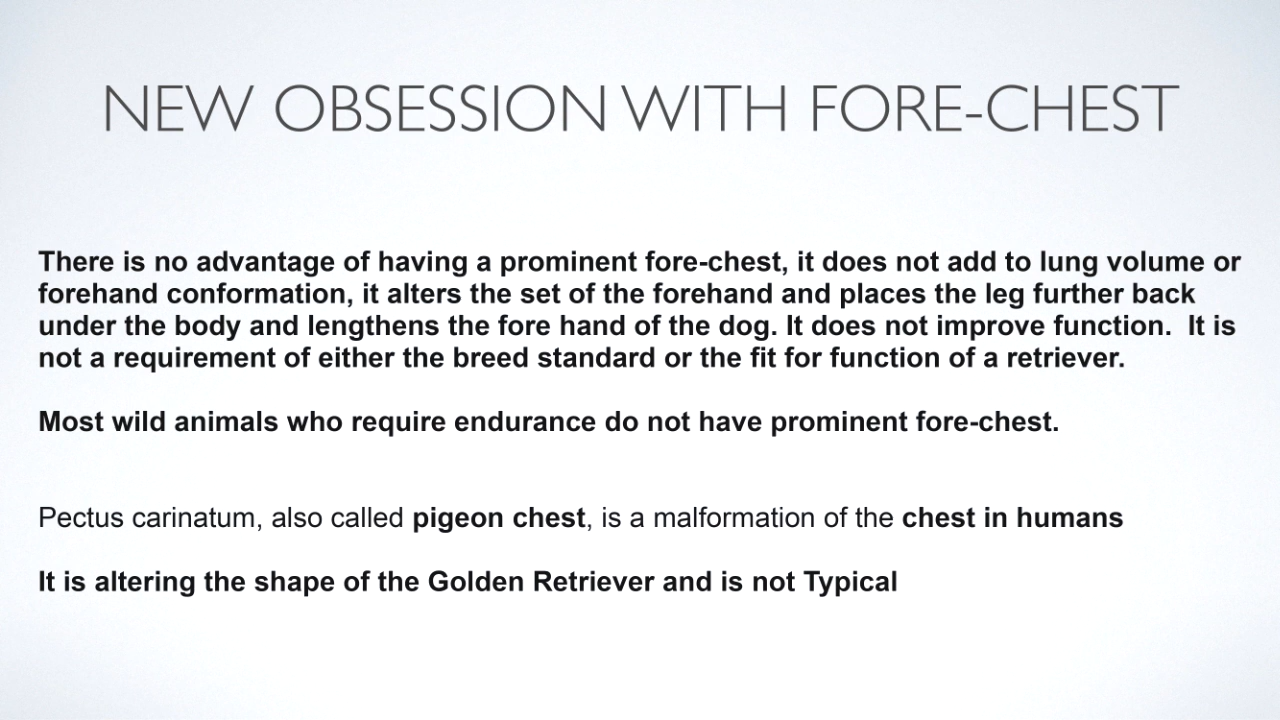 NEW OBSESSION WITH FORE-CHEST
There is no advantage of having a prominent fore-chest, it does not add to lung volume or
forehand conformation, it alters the set of the forehand and places the leg further back
under the body and lengthens the fore hand of the dog. It does not improve function.  It is
not a requirement of either the breed standard or the fit for function of a retriever.
Most wild animals who require endurance do not have prominent fore-chest.
Pectus carinatum, also called pigeon chest, is a malformation of the chest in humans
It is altering the shape of the Golden Retriever and is not Typical